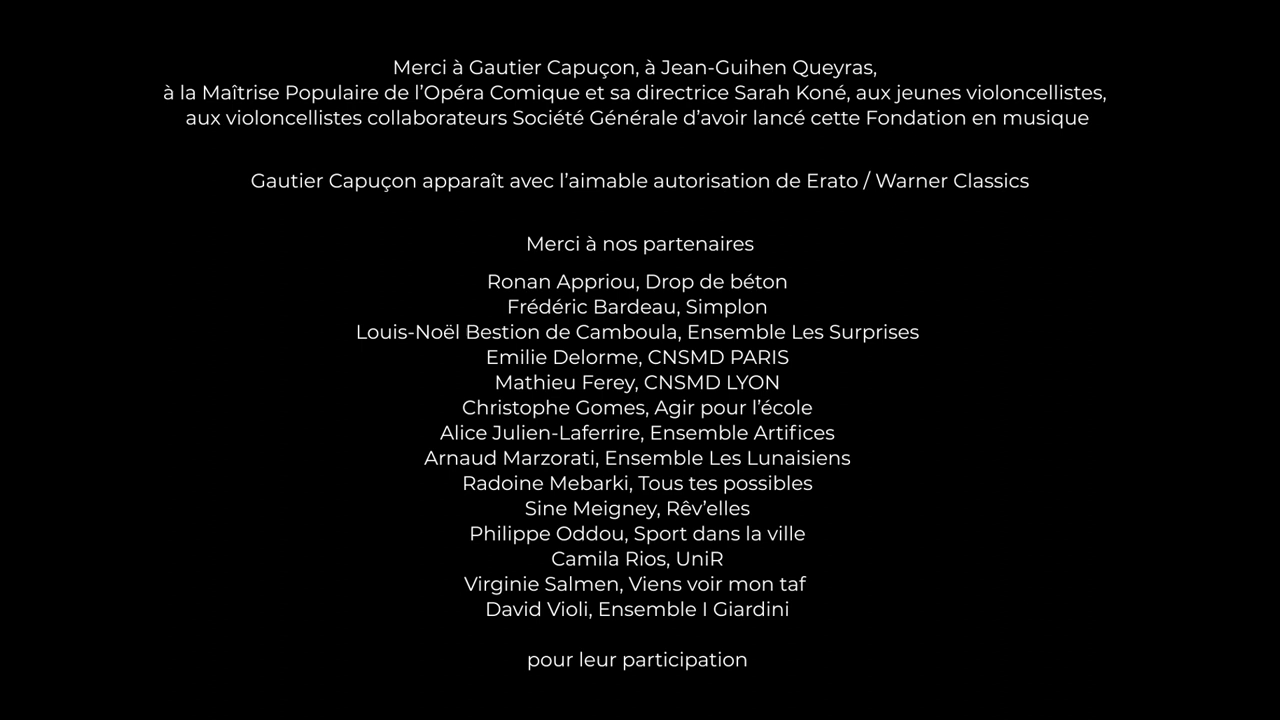 Merci à Gautier Capuçon, à Jean-Guihen Queyras,
à la Maîtrise Populaire de l’Opéra Comique et sa directrice Sarah Koné, aux jeunes violoncellistes,
aux violoncellistes collaborateurs Société Générale d’avoir lancé cette Fondation en musique
Gautier Capuçon apparaît avec l’aimable autorisation de Erato / Warner Classics
Merci à nos partenaires
Ronan Appriou, Drop de béton
Frédéric Bardeau, Simplon
Louis-Noël Bestion de Camboula, Ensemble Les Surprises
Emilie Delorme, CNSMD PARIS
Mathieu Ferey, CNSMD LYON
Christophe Gomes, Agir pour l’école
Alice Julien-Laferrire, Ensemble Artifices
Arnaud Marzorati, Ensemble Les Lunaisiens
Radoine Mebarki, Tous tes possibles
Sine Meigney, Rêv’elles
Philippe Oddou, Sport dans la ville
Camila Rios, UniR
Virginie Salmen, Viens voir mon taf
David Violi, Ensemble I Giardini
pour leur participation